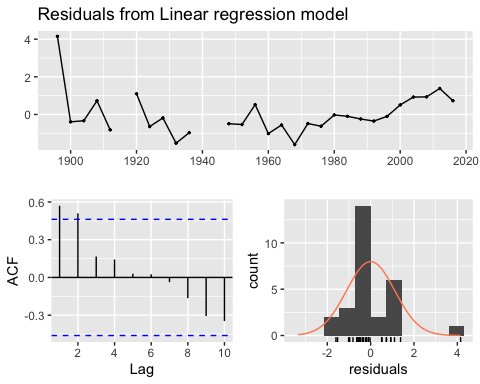 Residuals from Linear regression model
4
2
0
1900 1920 1940 1960 1980 2000 2020
0.6
0.3
0.0
-0.3
ACF
2 4 6 8 10
Lag
10
5
0
count
-2 0 2 4
residuals